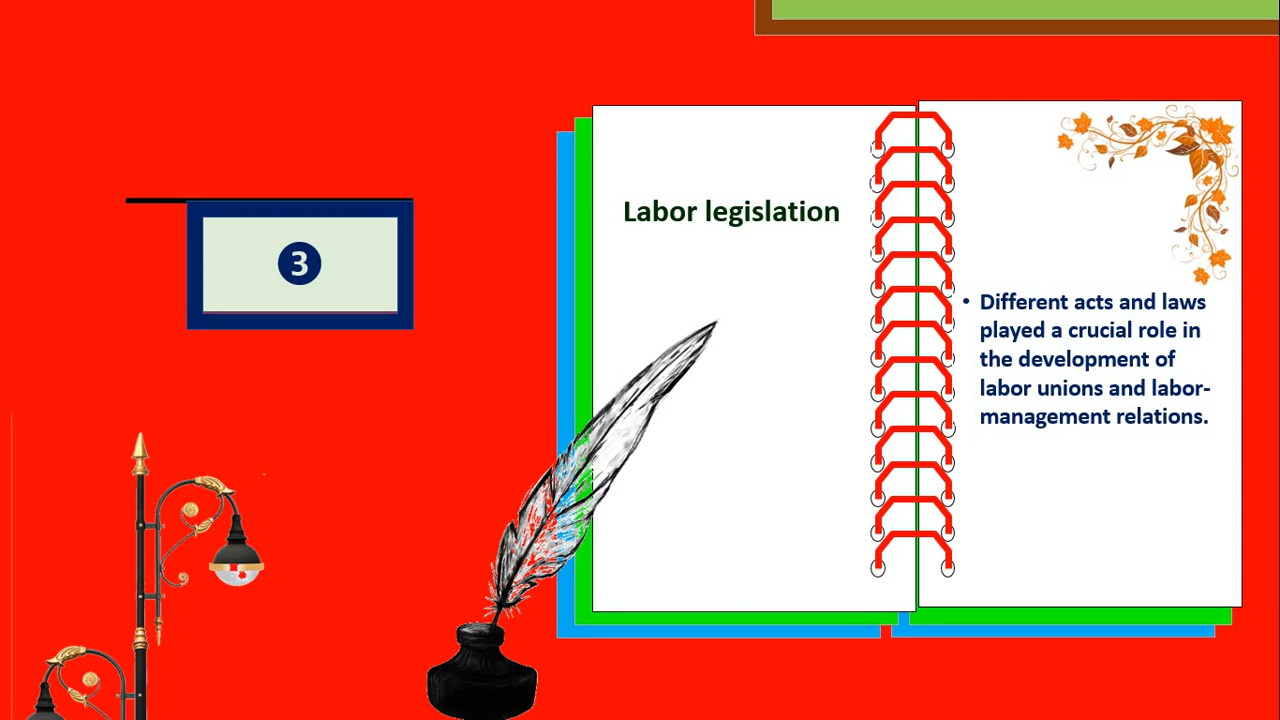 3
Labor legislation
• Different acts and laws
played a crucial role in
the development of
labor unions and labor-
management relations.